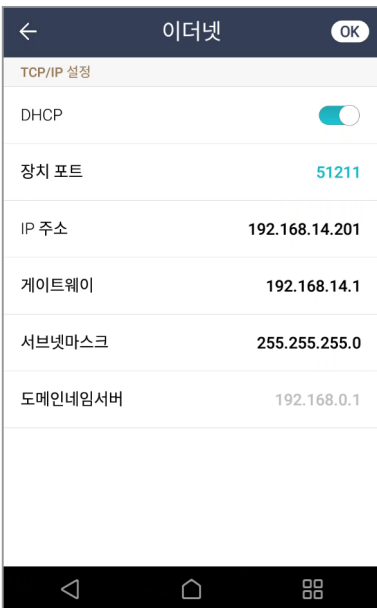 이더넷
OK
TCP/IP 설정
DHCP
장치 포트 51211
IP 주소 192.168.14.201
게이트웨이 192.168.14.1
서브넷마스크 255.255.255.0
도메인네임서버 192.168.0.1